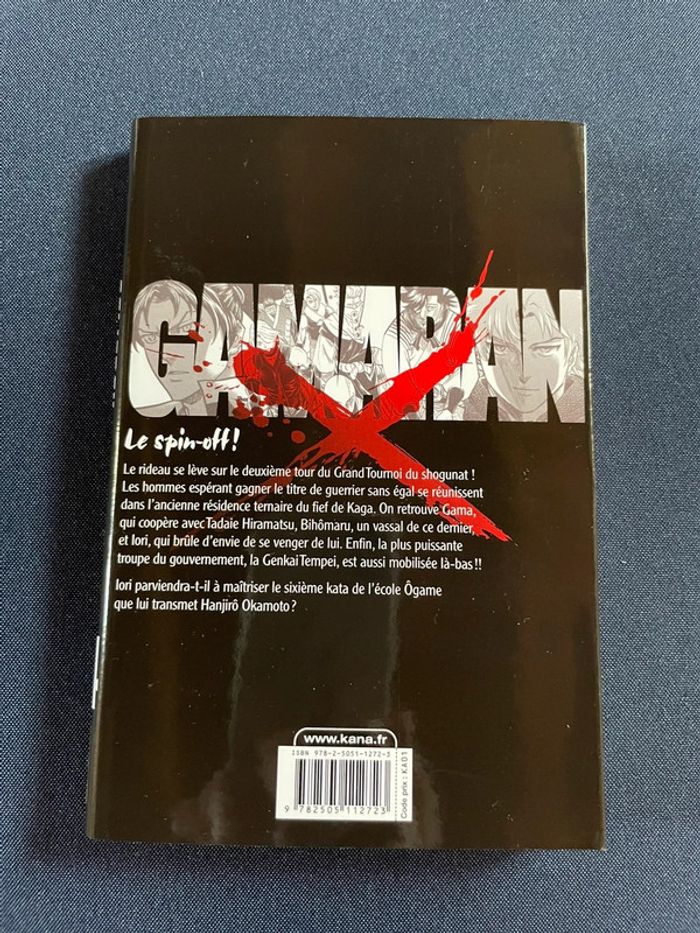 GAMARAN
Le spin-off !
Le rideau se lève sur le deuxième tour du Grand Tournoi du shogunat !
Les hommes espérant gagner le titre de guerrier sans égal se réunissent
dans l'ancienne résidence ternaire du fief de Kaga. On retrouve Gama,
qui coopère avec Tadaie Hiramatsu, Bihômaru, un vassal de ce dernier,
et Iori, qui brûle d'envie de se venger de lui. Enfin, la plus puissante
troupe du gouvernement, la Genkai Tempei, est aussi mobilisée là-bas !!
Iori parviendra-t-il à maîtriser le sixième kata de l'école Ôgame
que lui transmet Hanjirô Okamoto ?
www.kana.fr
ISBN 978-2-5051-1272-3
9 782505 112723
Code prix : KA01